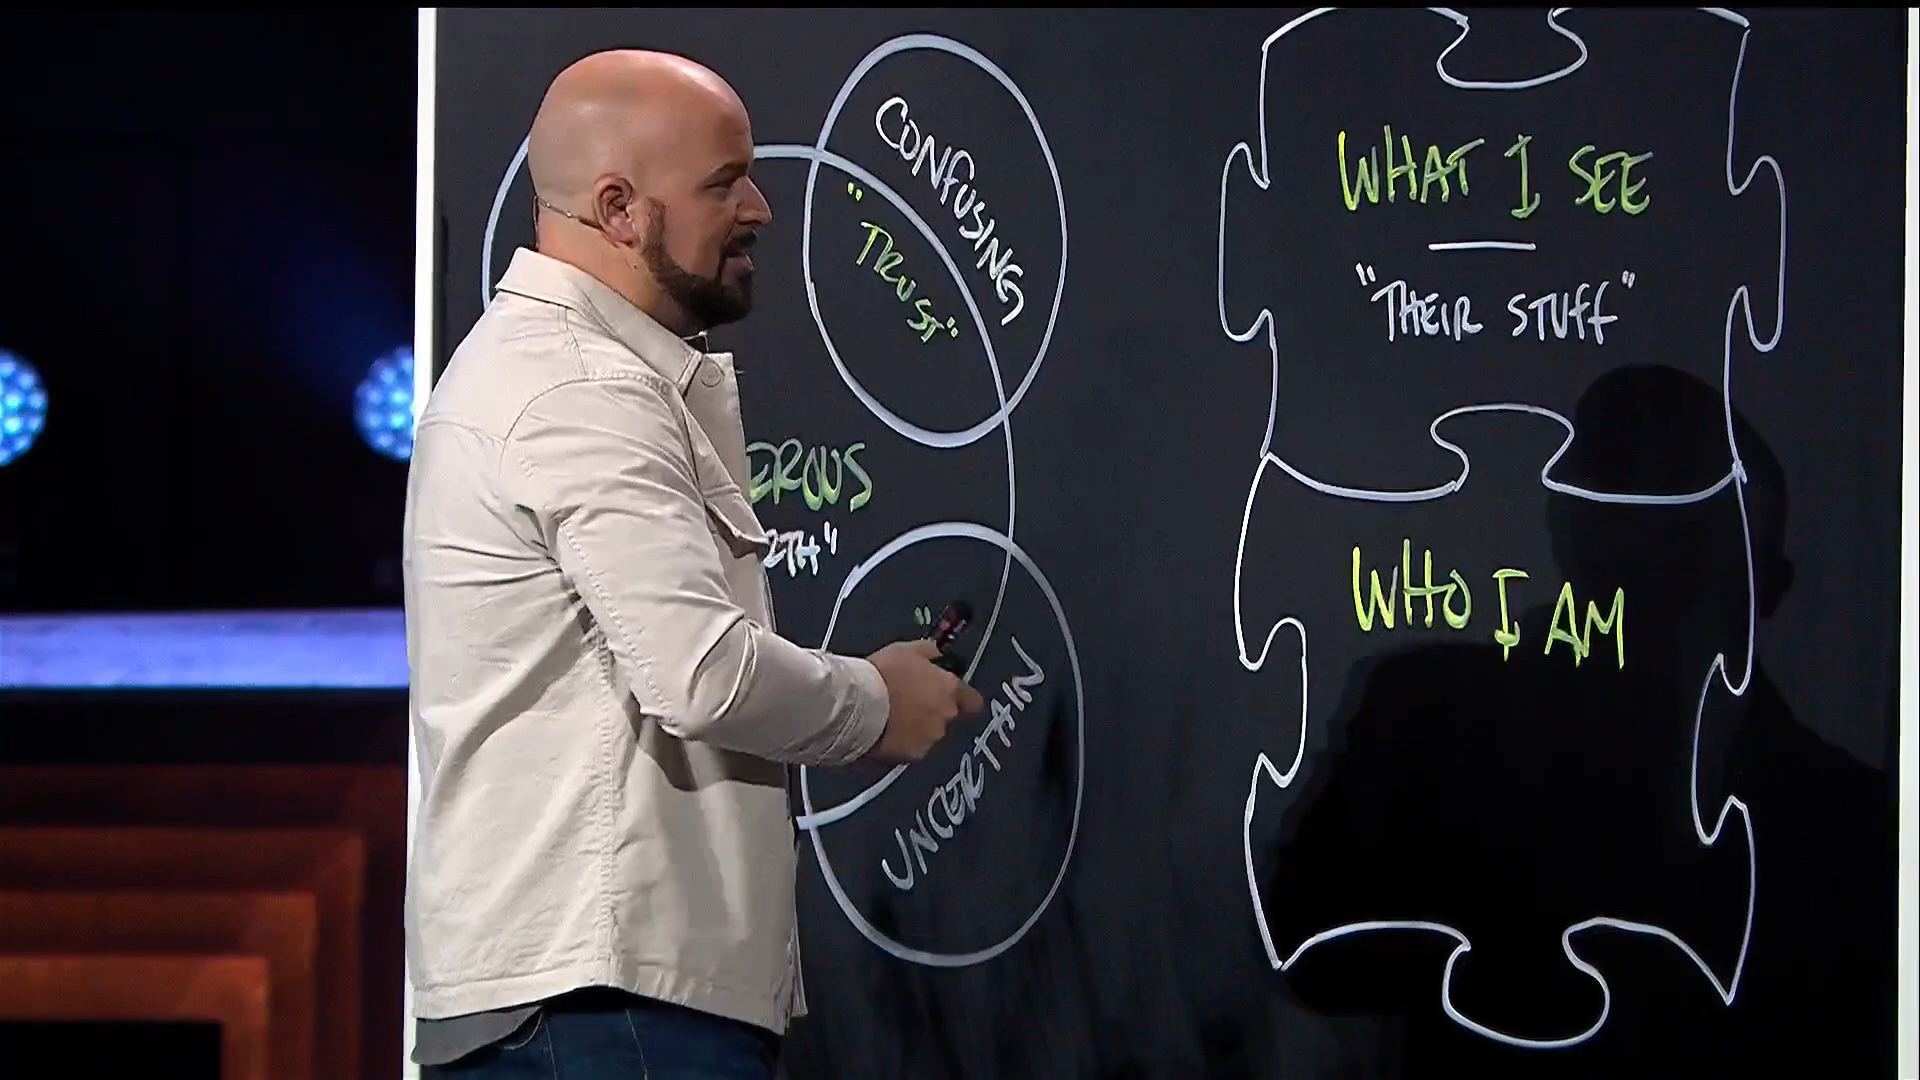 CONFUSING
"TRUST"
UNCERTAIN
WHAT I SEE
"THEIR STUFF"
WHO I AM